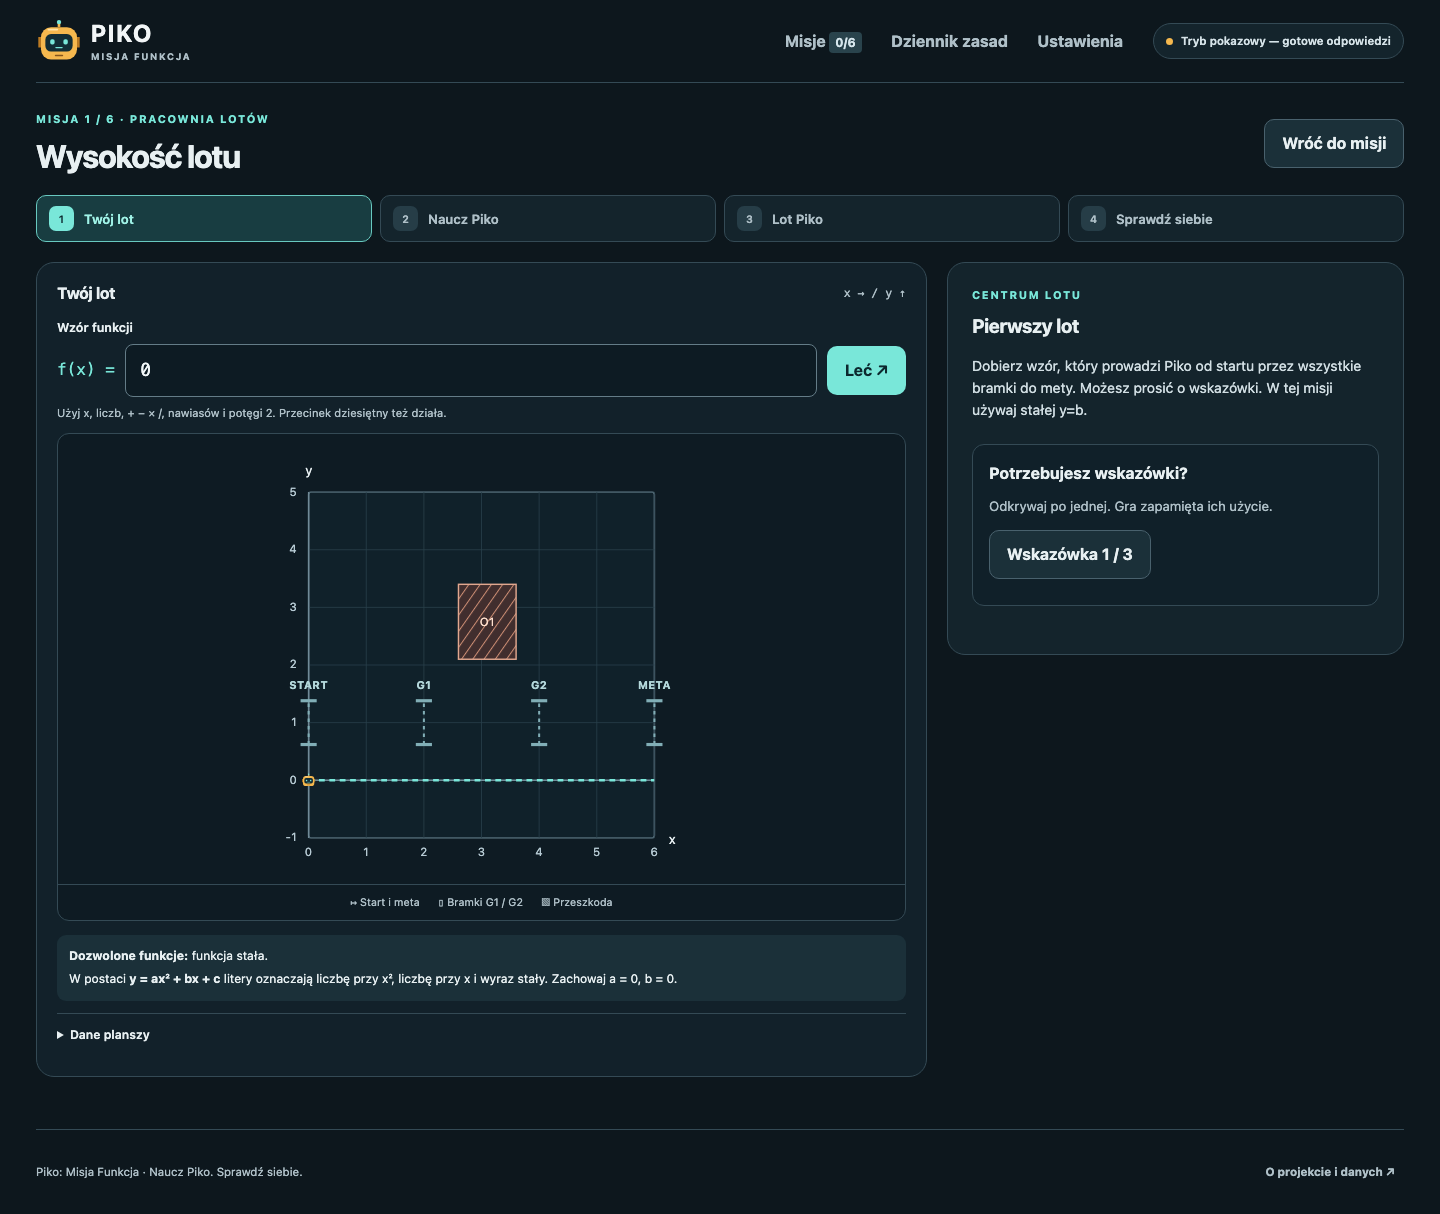 PIKO
MISJA FUNKCJA
Misje 0/6
Dziennik zasad
Ustawienia
Tryb pokazowy — gotowe odpowiedzi
MISJA 1 / 6 · PRACOWNIA LOTÓW
Wysokość lotu
Wróć do misji
1 Twój lot
2 Naucz Piko
3 Lot Piko
4 Sprawdź siebie
Twój lot
x → / y ↑
Wzór funkcji
f(x) = 0
Leć ↗
Użyj x, liczb, + − × /, nawiasów i potęgi 2. Przecinek dziesiętny też działa.
y
5
4
3
O1
2
START G1 G2 META
1
0
-1
x
0 1 2 3 4 5 6
↦ Start i meta ▯ Bramki G1 / G2 ▨ Przeszkoda
Dozwolone funkcje: funkcja stała.
W postaci y = ax² + bx + c litery oznaczają liczbę przy x², liczbę przy x i wyraz stały. Zachowaj a = 0, b = 0.
▶ Dane planszy
CENTRUM LOTU
Pierwszy lot
Dobierz wzór, który prowadzi Piko od startu przez wszystkie
bramki do mety. Możesz prosić o wskazówki. W tej misji
używaj stałej y=b.
Potrzebujesz wskazówki?
Odkrywaj po jednej. Gra zapamięta ich użycie.
Wskazówka 1 / 3
Piko: Misja Funkcja · Naucz Piko. Sprawdź siebie.
O projekcie i danych ↗